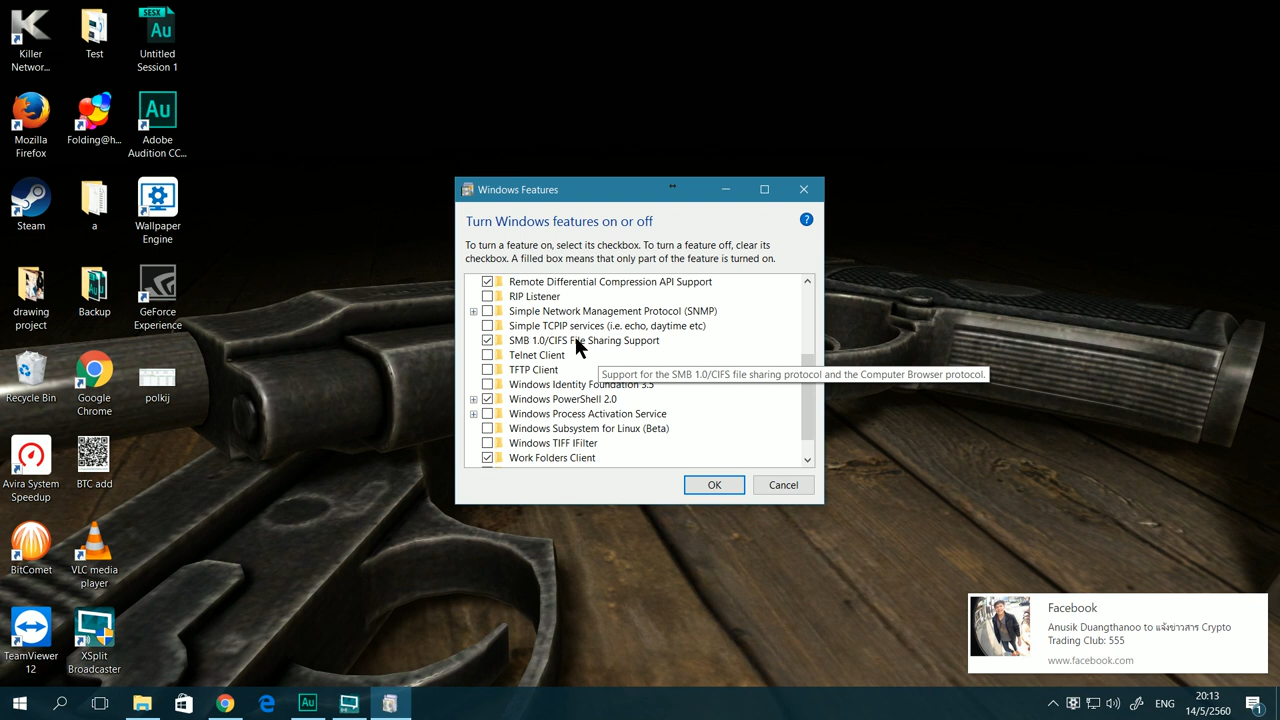 Killer
Networ...
Test
SESX
Au
Untitled
Session 1
Mozilla
Firefox
Folding@h...
Au
Adobe
Audition CC...
Steam
a
Wallpaper
Engine
drawing
project
Backup
GeForce
Experience
Recycle Bin
Google
Chrome
polkij
Avira System
Speedup
BTC add
BitComet
VLC media
player
TeamViewer
12
XSplit
Broadcaster
Windows Features
Turn Windows features on or off
To turn a feature on, select its checkbox. To turn a feature off, clear its
checkbox. A filled box means that only part of the feature is turned on.
Remote Differential Compression API Support
RIP Listener
Simple Network Management Protocol (SNMP)
Simple TCPIP services (i.e. echo, daytime etc)
SMB 1.0/CIFS File Sharing Support
Telnet Client
TFTP Client
Support for the SMB 1.0/CIFS file sharing protocol and the Computer Browser protocol.
Windows Identity Foundation 3.5
Windows PowerShell 2.0
Windows Process Activation Service
Windows Subsystem for Linux (Beta)
Windows TIFF IFilter
Work Folders Client
OK
Cancel
Facebook
Anusik Duangthanoo to แจ้งข่าวสาร Crypto
Trading Club: 555
www.facebook.com
Au
ENG
20:13
14/5/2560
1